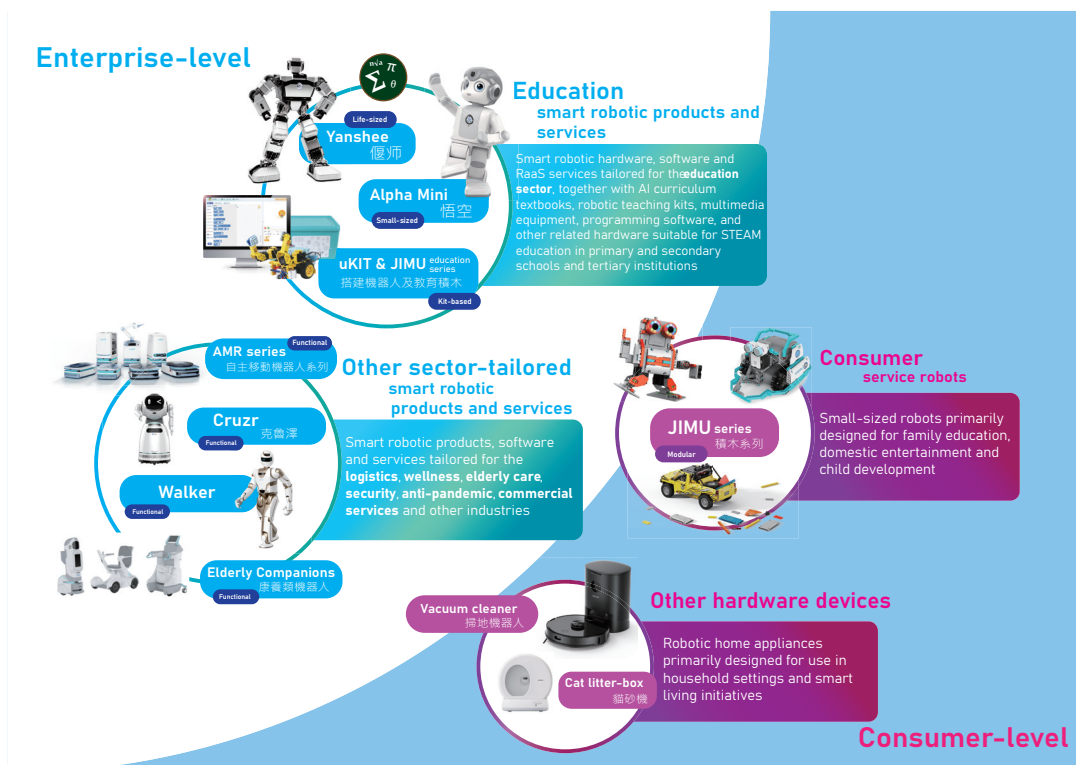 Enterprise-level
n√a π
Σ θ
Life-sized
Yanshee
偃师
Alpha Mini
悟空
Small-sized
uKIT & JIMU education series
搭建機器人及教育積木
Kit-based
Education
smart robotic products and
services
Smart robotic hardware, software and
RaaS services tailored for the education
sector, together with AI curriculum
textbooks, robotic teaching kits, multimedia
equipment, programming software, and
other related hardware suitable for STEAM
education in primary and secondary
schools and tertiary institutions
Functional
AMR series
自主移動機器人系列
Cruzr
克魯澤
Functional
Walker
Functional
Elderly Companions
康養類機器人
Functional
Other sector-tailored
smart robotic
products and services
Smart robotic products, software
and services tailored for the
logistics, wellness, elderly care,
security, anti-pandemic, commercial
services and other industries
JIMU series
積木系列
Modular
Consumer
service robots
Small-sized robots primarily
designed for family education,
domestic entertainment and
child development
Vacuum cleaner
掃地機器人
Cat litter-box
貓砂機
Other hardware devices
Robotic home appliances
primarily designed for use in
household settings and smart
living initiatives
Consumer-level